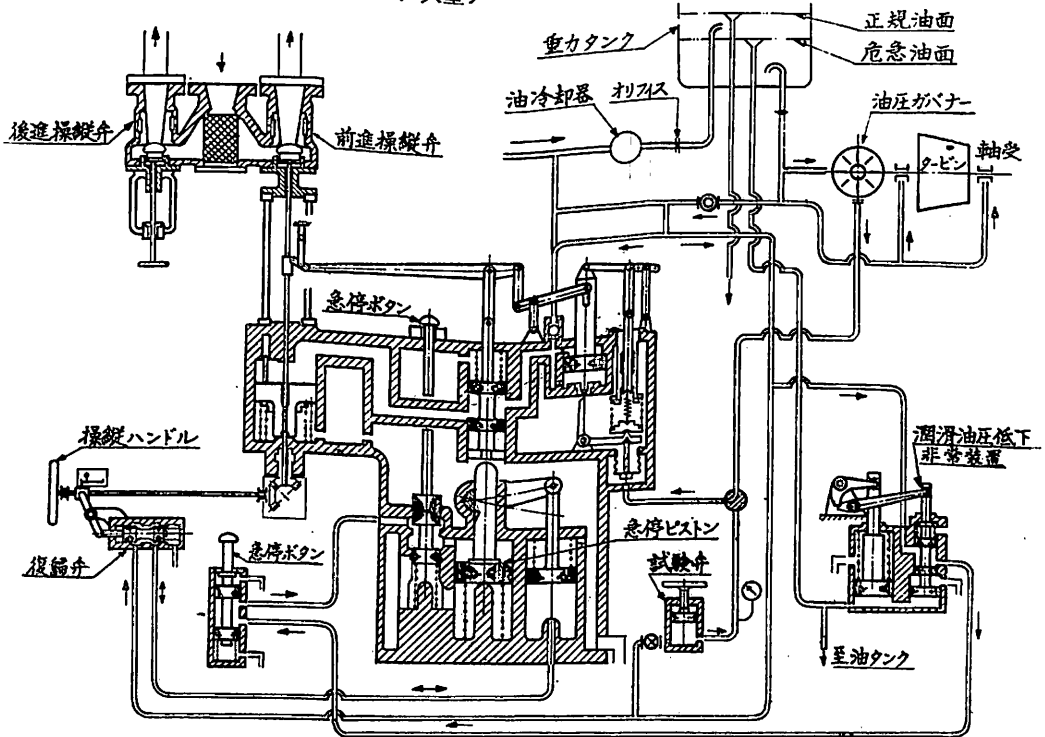 正規油面
重力タンク
危急油面
油冷却器
オリフィス
油圧ガバナー
後進操縦弁
前進操縦弁
タービン
軸受
急停ボタン
操縦ハンドル
潤滑油圧低下
非常装置
急停ピストン
復歸弁
急停ボタン
試験弁
至油タンク